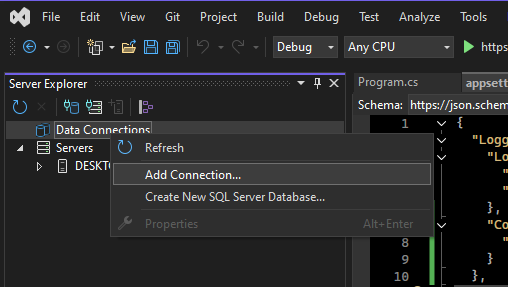 File Edit View Git Project Build Debug Analyze Tools
Debug Any CPU https
Server Explorer
Program.cs appsett
Schema: https://json.schem
Data Connections
Servers
DESKTO
Refresh
Add Connection...
Create New SQL Server Database...
Properties Alt+Enter
1 {
"Logg
"Lo
"
"
},
"Co
8 "
9 }
10 },